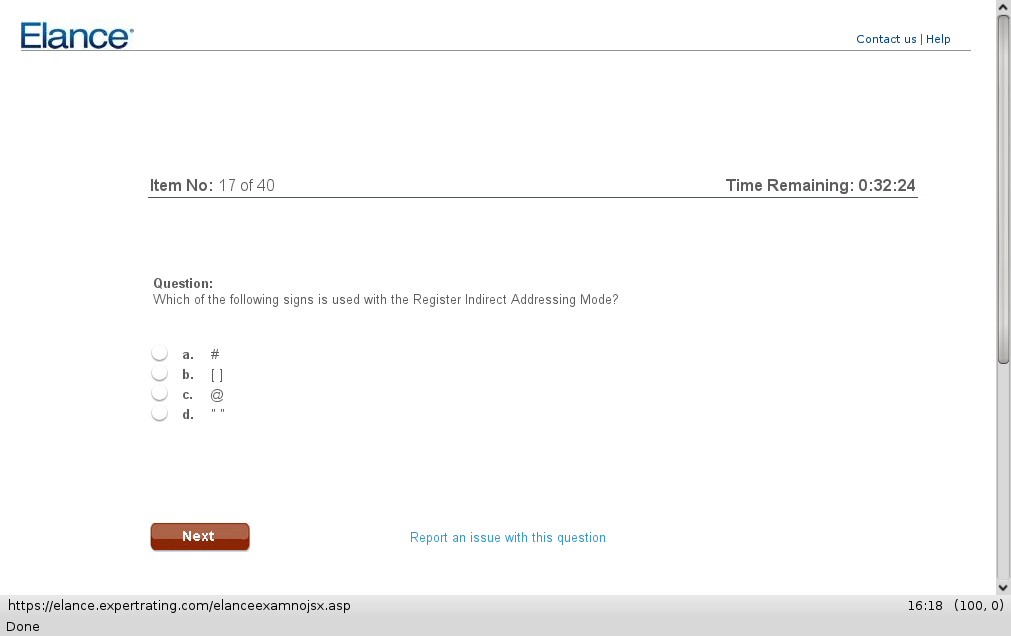 Elance
Contact us | Help
Item No: 17 of 40
Time Remaining: 0:32:24
Question:
Which of the following signs is used with the Register Indirect Addressing Mode?
a. #
b. [ ]
c. @
d. " "
Next
Report an issue with this question
https://elance.expertrating.com/elanceexamnojsx.asp
16:18 (100, 0)
Done